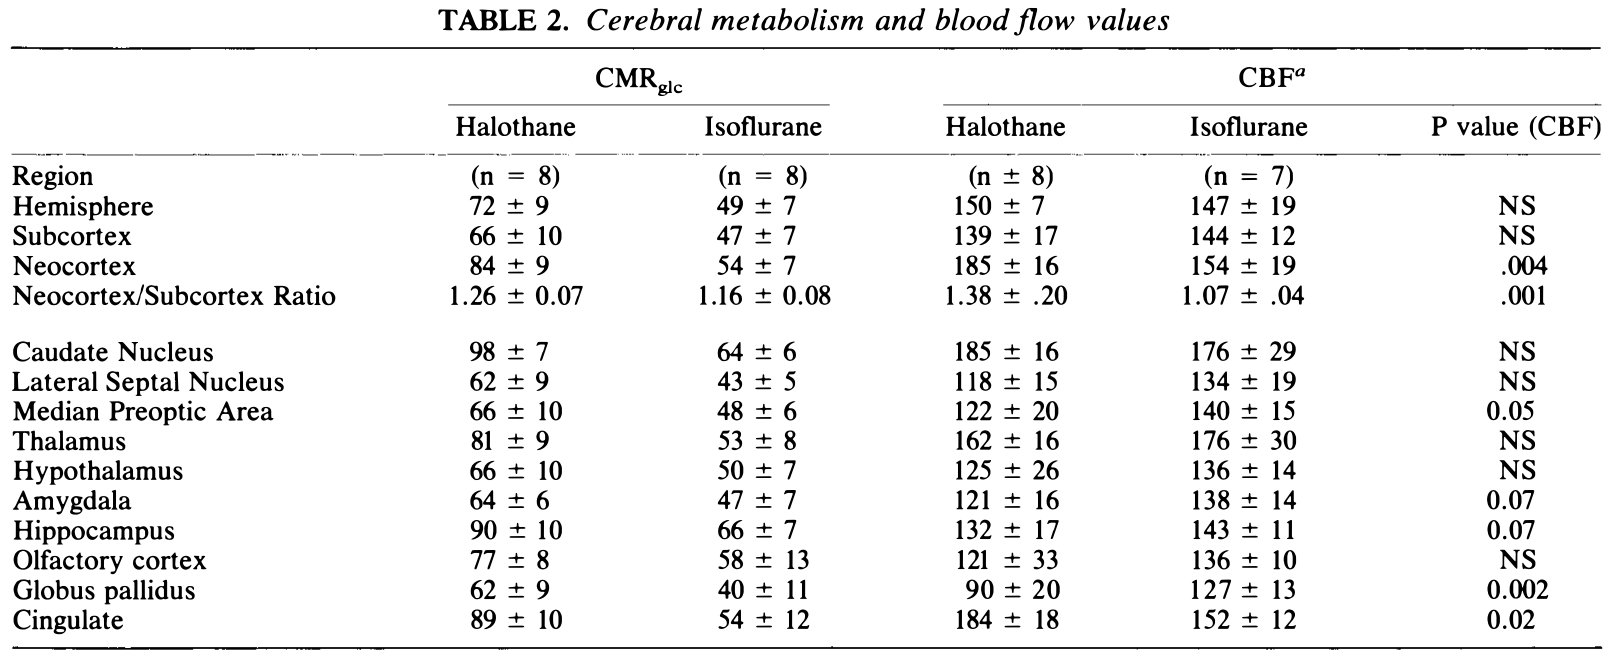 TABLE 2. Cerebral metabolism and blood flow values
CMRglc CBFa
Halothane Isoflurane Halothane Isoflurane P value (CBF)
Region (n = 8) (n = 8) (n ± 8) (n = 7)
Hemisphere 72 ± 9 49 ± 7 150 ± 7 147 ± 19 NS
Subcortex 66 ± 10 47 ± 7 139 ± 17 144 ± 12 NS
Neocortex 84 ± 9 54 ± 7 185 ± 16 154 ± 19 .004
Neocortex/Subcortex Ratio 1.26 ± 0.07 1.16 ± 0.08 1.38 ± .20 1.07 ± .04 .001
Caudate Nucleus 98 ± 7 64 ± 6 185 ± 16 176 ± 29 NS
Lateral Septal Nucleus 62 ± 9 43 ± 5 118 ± 15 134 ± 19 NS
Median Preoptic Area 66 ± 10 48 ± 6 122 ± 20 140 ± 15 0.05
Thalamus 81 ± 9 53 ± 8 162 ± 16 176 ± 30 NS
Hypothalamus 66 ± 10 50 ± 7 125 ± 26 136 ± 14 NS
Amygdala 64 ± 6 47 ± 7 121 ± 16 138 ± 14 0.07
Hippocampus 90 ± 10 66 ± 7 132 ± 17 143 ± 11 0.07
Olfactory cortex 77 ± 8 58 ± 13 121 ± 33 136 ± 10 NS
Globus pallidus 62 ± 9 40 ± 11 90 ± 20 127 ± 13 0.002
Cingulate 89 ± 10 54 ± 12 184 ± 18 152 ± 12 0.02